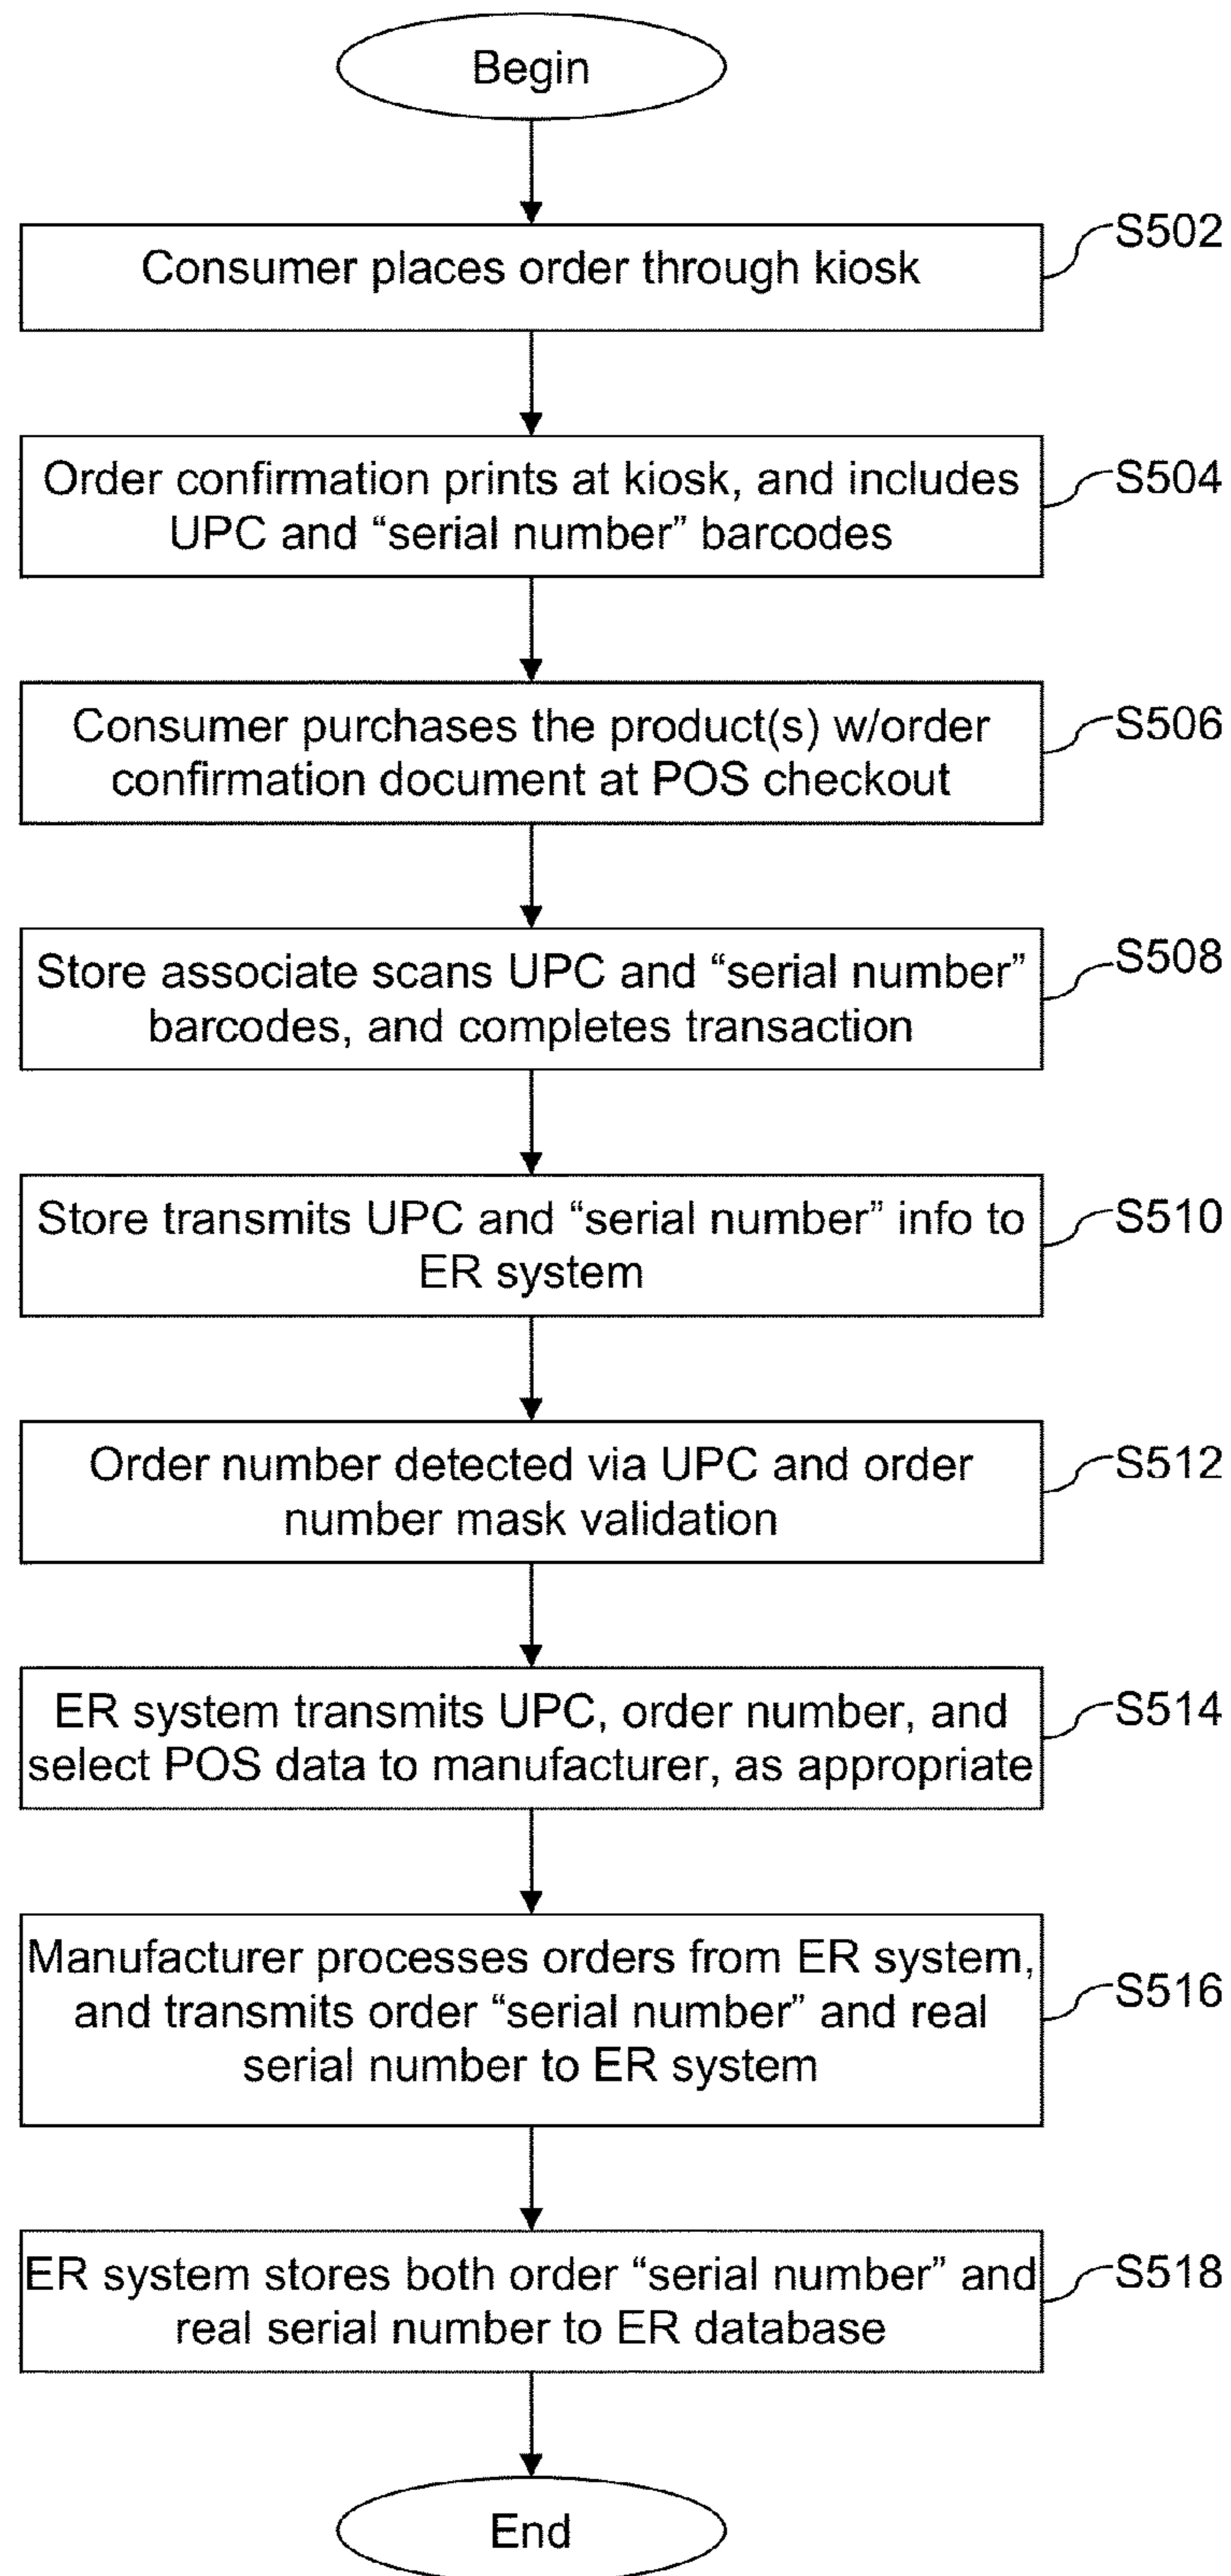 Begin
Consumer places order through kiosk
S502
Order confirmation prints at kiosk, and includes
UPC and “serial number” barcodes
S504
Consumer purchases the product(s) w/order
confirmation document at POS checkout
S506
Store associate scans UPC and “serial number”
barcodes, and completes transaction
S508
Store transmits UPC and “serial number” info to
ER system
S510
Order number detected via UPC and order
number mask validation
S512
ER system transmits UPC, order number, and
select POS data to manufacturer, as appropriate
S514
Manufacturer processes orders from ER system,
and transmits order “serial number” and real
serial number to ER system
S516
ER system stores both order “serial number” and
real serial number to ER database
S518
End